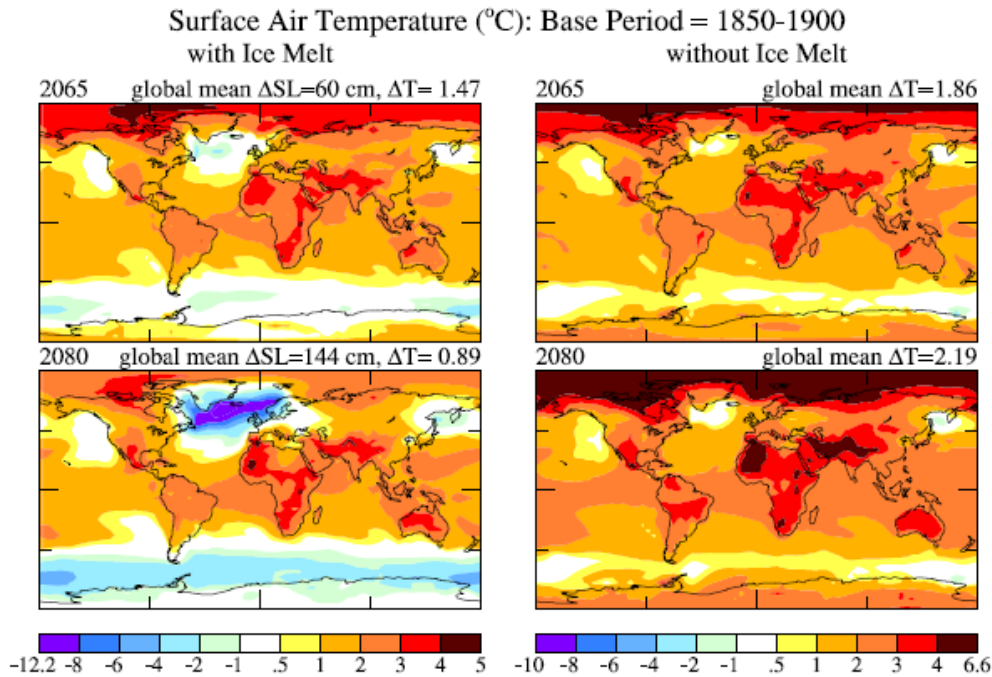 Surface Air Temperature (°C): Base Period = 1850-1900
with Ice Melt
without Ice Melt
2065 global mean ΔSL=60 cm, ΔT= 1.47
2065 global mean ΔT=1.86
2080 global mean ΔSL=144 cm, ΔT= 0.89
2080 global mean ΔT=2.19
-12.2 -8 -6 -4 -2 -1 .5 1 2 3 4 5
-10 -8 -6 -4 -2 -1 .5 1 2 3 4 6.6